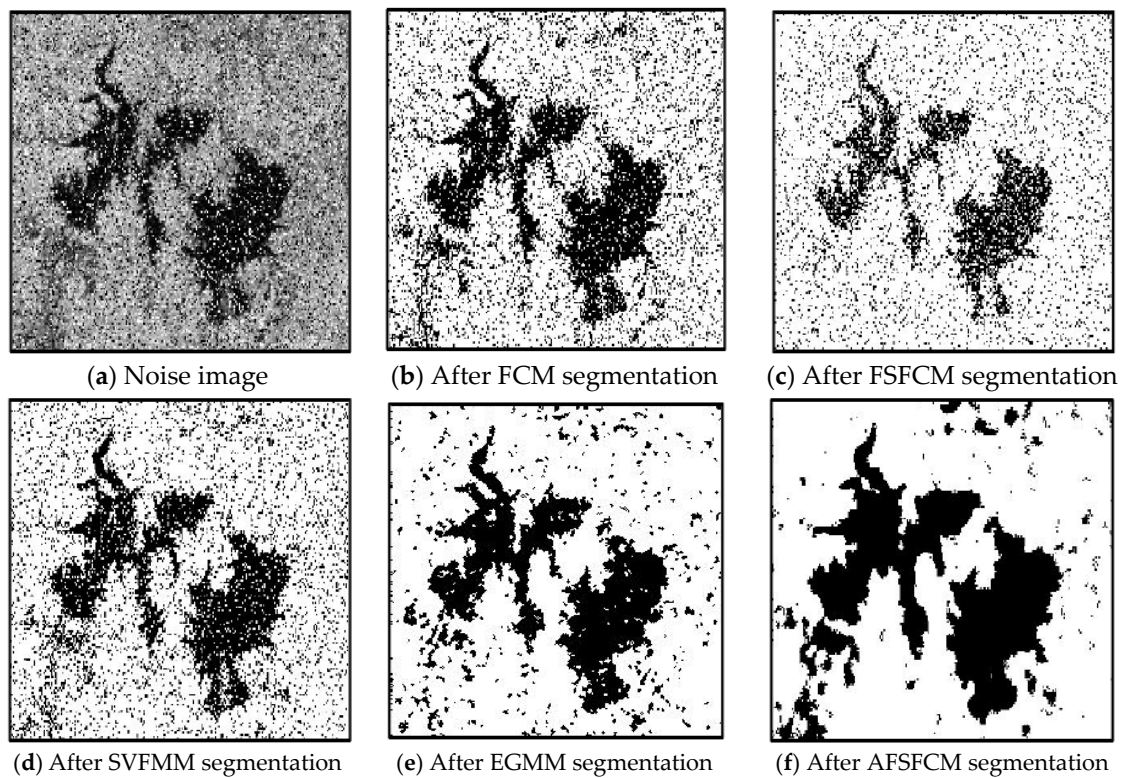 (a) Noise image
(b) After FCM segmentation
(c) After FSFCM segmentation
(d) After SVFMM segmentation
(e) After EGMM segmentation
(f) After AFSFCM segmentation